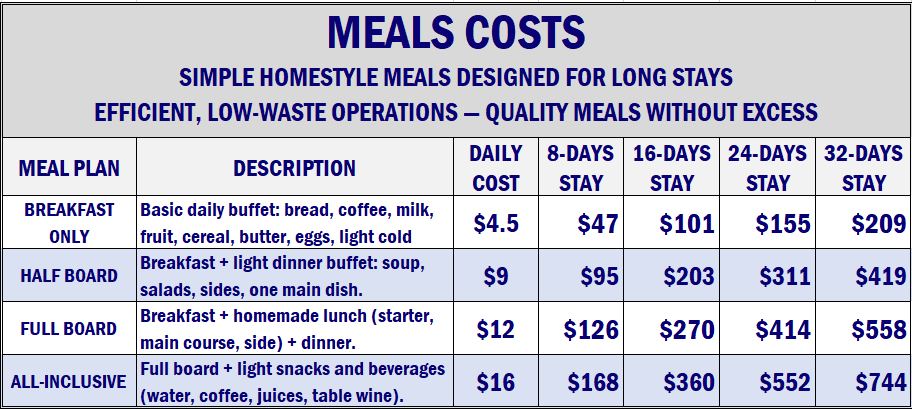 MEALS COSTS
SIMPLE HOMESTYLE MEALS DESIGNED FOR LONG STAYS
EFFICIENT, LOW-WASTE OPERATIONS — QUALITY MEALS WITHOUT EXCESS
MEAL PLAN DESCRIPTION DAILY COST 8-DAYS STAY 16-DAYS STAY 24-DAYS STAY 32-DAYS STAY
BREAKFAST ONLY
Basic daily buffet: bread, coffee, milk,
fruit, cereal, butter, eggs, light cold
$4.5 $47 $101 $155 $209
HALF BOARD
Breakfast + light dinner buffet: soup,
salads, sides, one main dish.
$9 $95 $203 $311 $419
FULL BOARD
Breakfast + homemade lunch (starter,
main course, side) + dinner.
$12 $126 $270 $414 $558
ALL-INCLUSIVE
Full board + light snacks and beverages
(water, coffee, juices, table wine).
$16 $168 $360 $552 $744